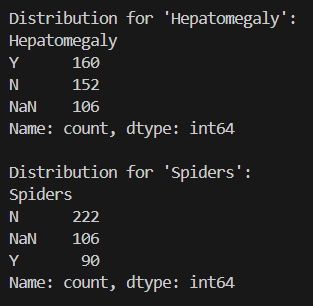 Distribution for 'Hepatomegaly':
Hepatomegaly
Y      160
N      152
NaN    106
Name: count, dtype: int64

Distribution for 'Spiders':
Spiders
N      222
NaN    106
Y       90
Name: count, dtype: int64